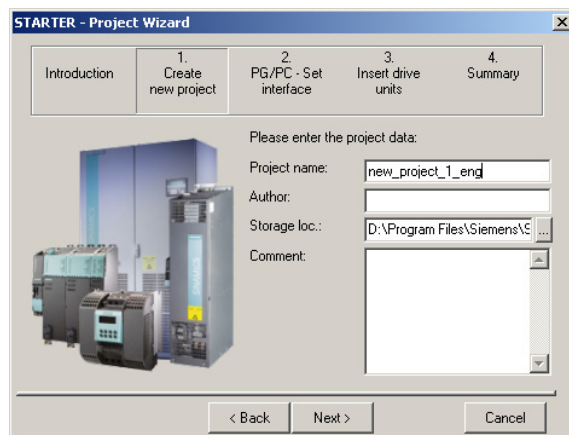 STARTER - Project Wizard
Introduction
1.
Create
new project
2.
PG/PC - Set
interface
3.
Insert drive
units
4.
Summary
Please enter the project data:
Project name:
new_project_1_eng
Author:
Storage loc.:
D:\Program Files\Siemens\S
...
Comment:
< Back
Next >
Cancel